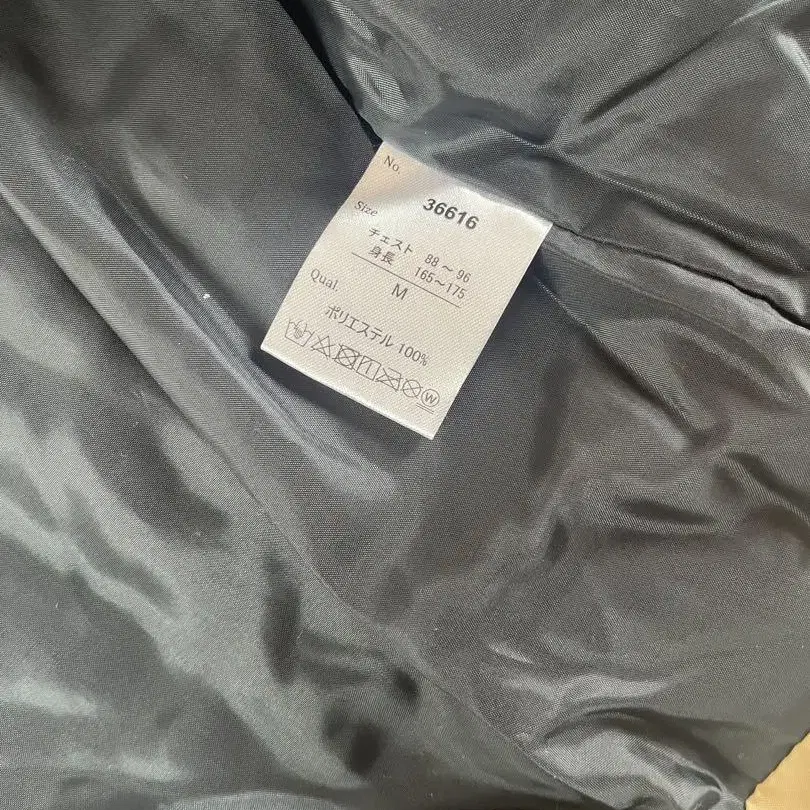 No. 36616
Size チェスト 88～96
身長 165～175
M
Qual. ポリエステル 100%
W